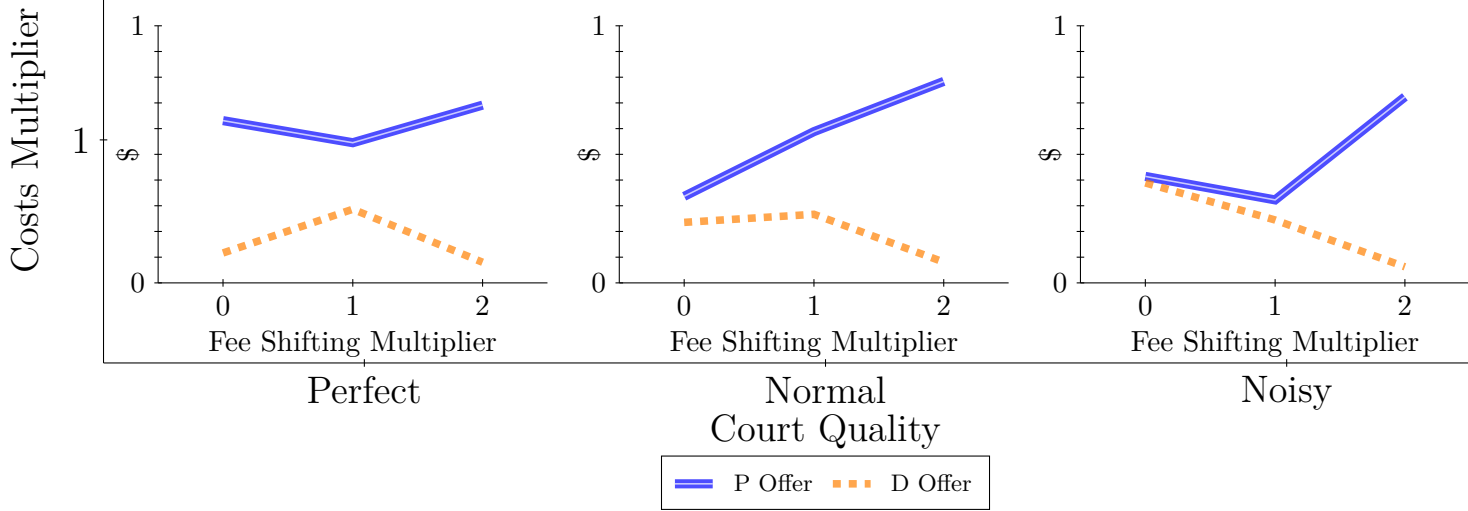 Costs Multiplier
1
1
$
0
0 1 2
Fee Shifting Multiplier
1
$
0
0 1 2
Fee Shifting Multiplier
1
$
0
0 1 2
Fee Shifting Multiplier
Perfect Normal Noisy
Court Quality
P Offer D Offer